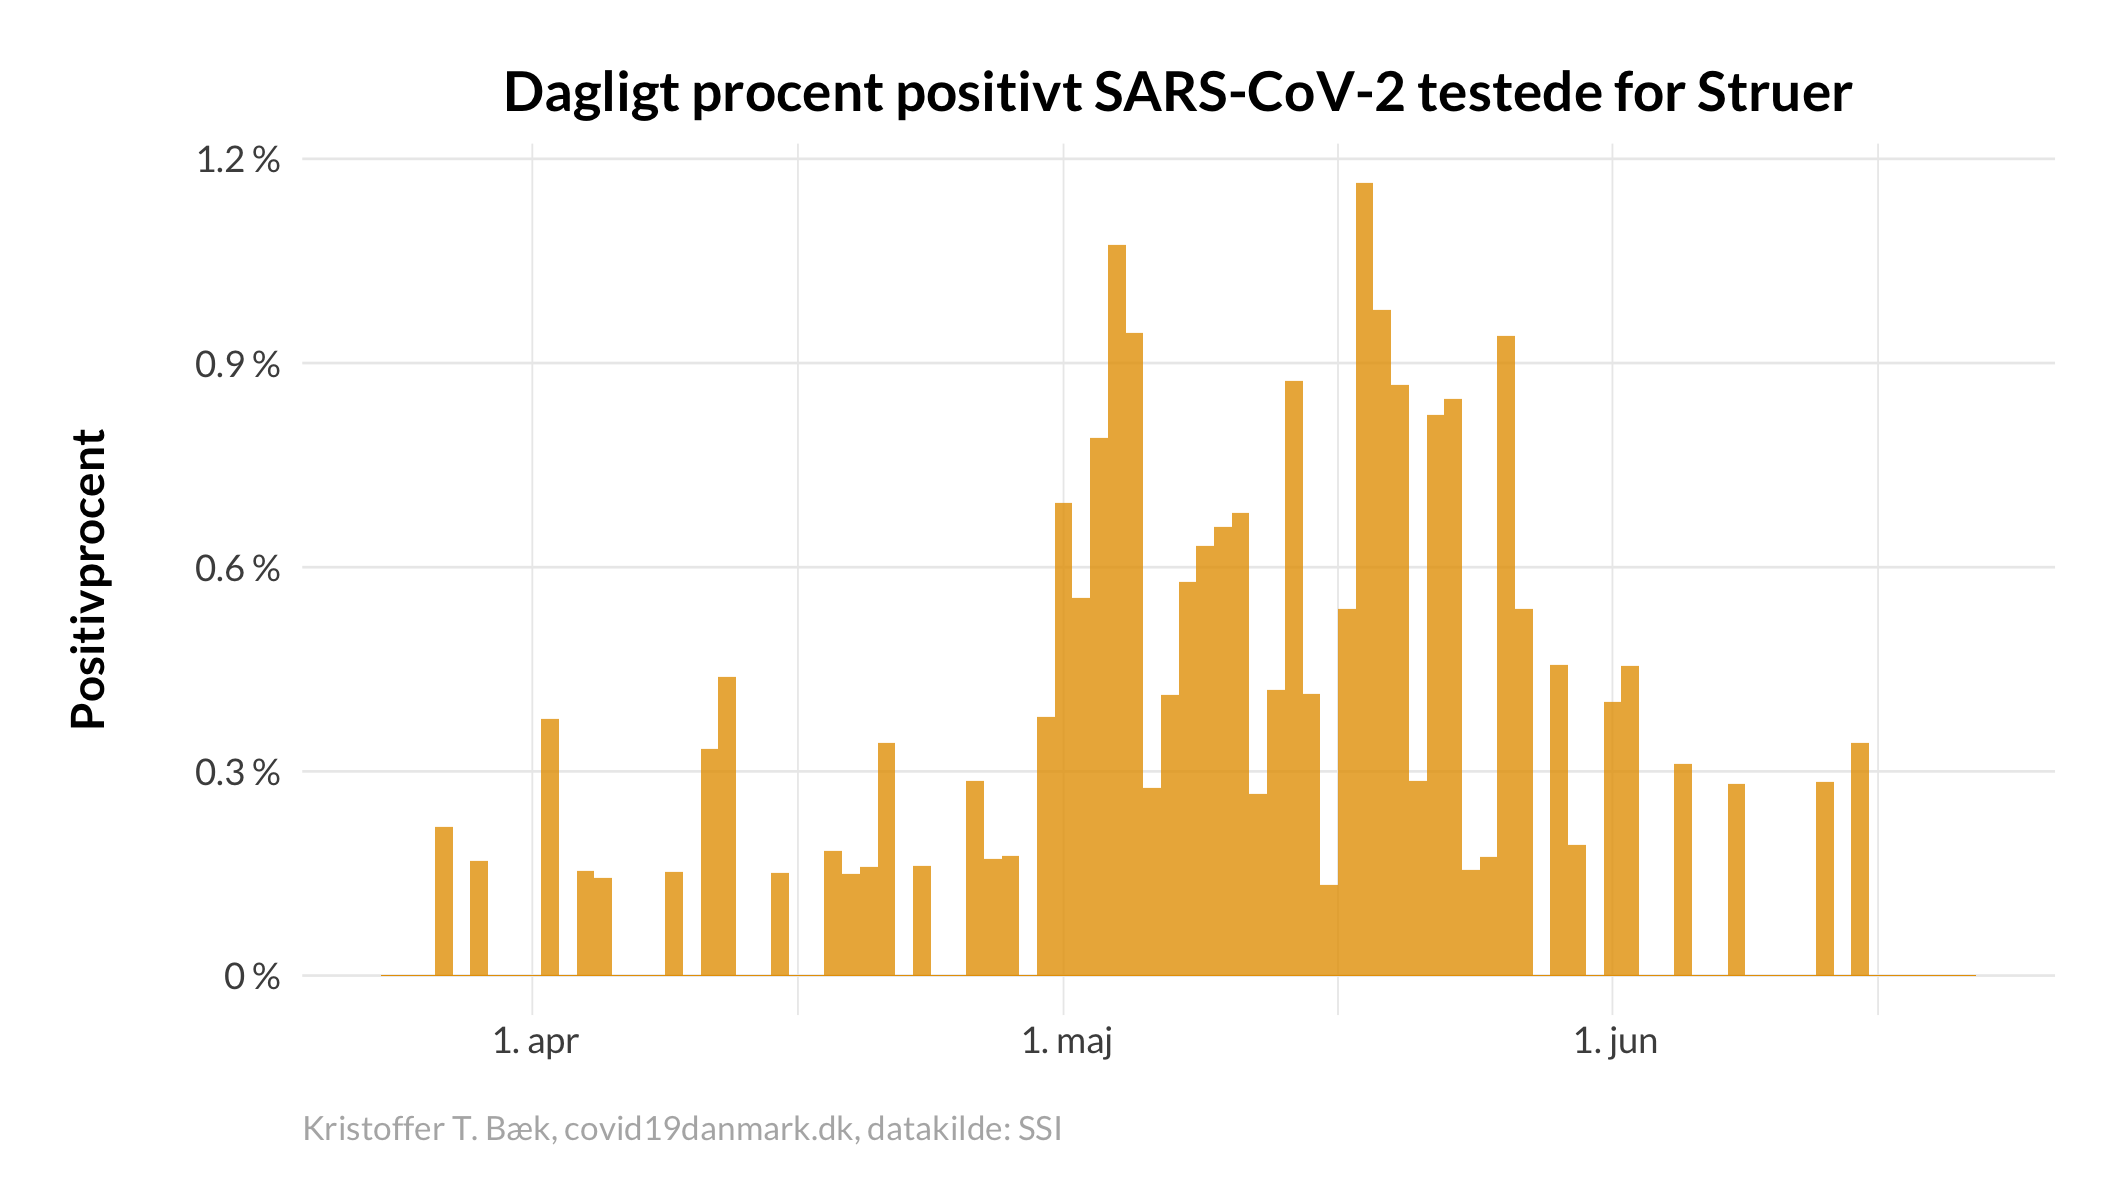 Dagligt procent positivt SARS-CoV-2 testede for Struer
1.2 %
0.9 %
0.6 %
0.3 %
0 %
Positivprocent
1. apr
1. maj
1. jun
Kristoffer T. Bæk, covid19danmark.dk, datakilde: SSI